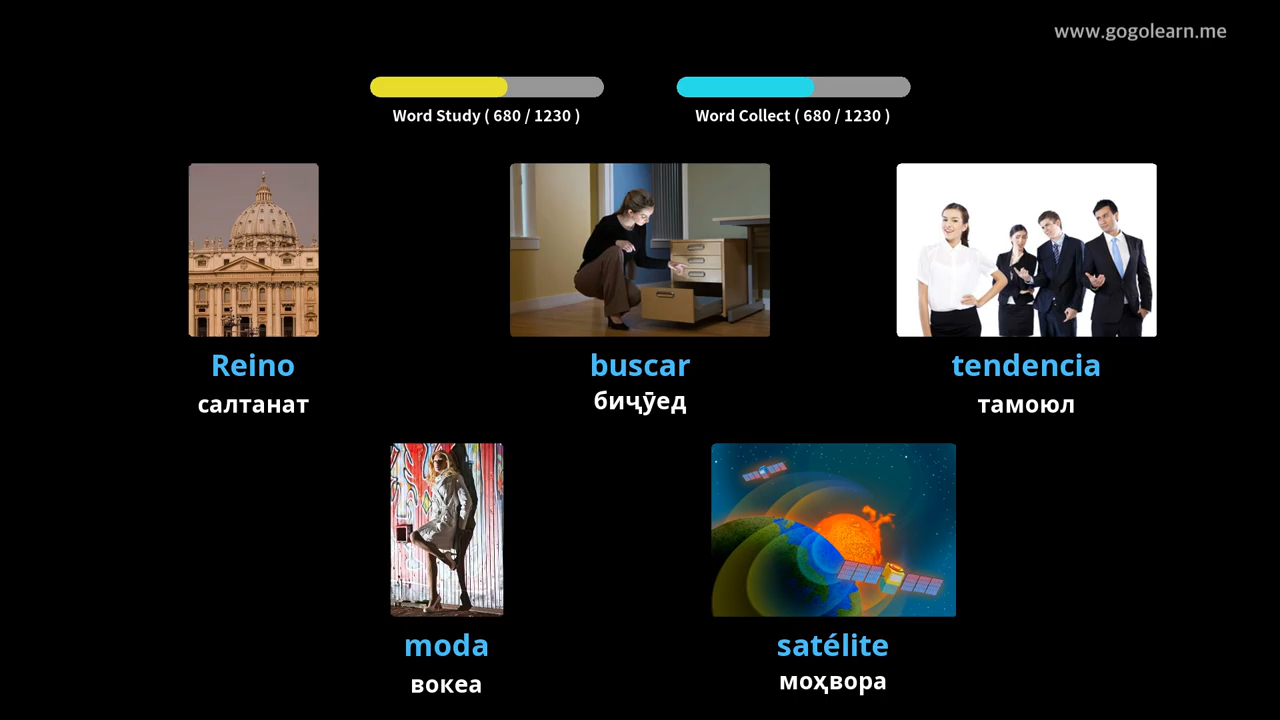 www.gogolearn.me
Word Study ( 680 / 1230 )
Word Collect ( 680 / 1230 )
Reino
buscar
tendencia
салтанат
биҷӯед
тамоюл
moda
satélite
вокеа
моҳвора